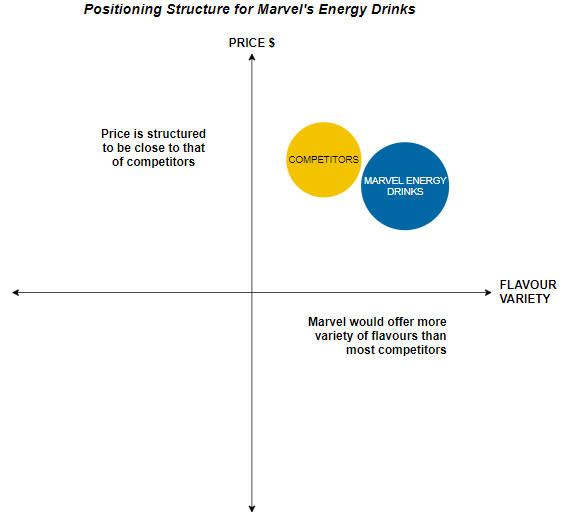 Positioning Structure for Marvel's Energy Drinks
PRICE $
Price is structured
to be close to that
of competitors
COMPETITORS
MARVEL ENERGY
DRINKS
FLAVOUR
VARIETY
Marvel would offer more
variety of flavours than
most competitors